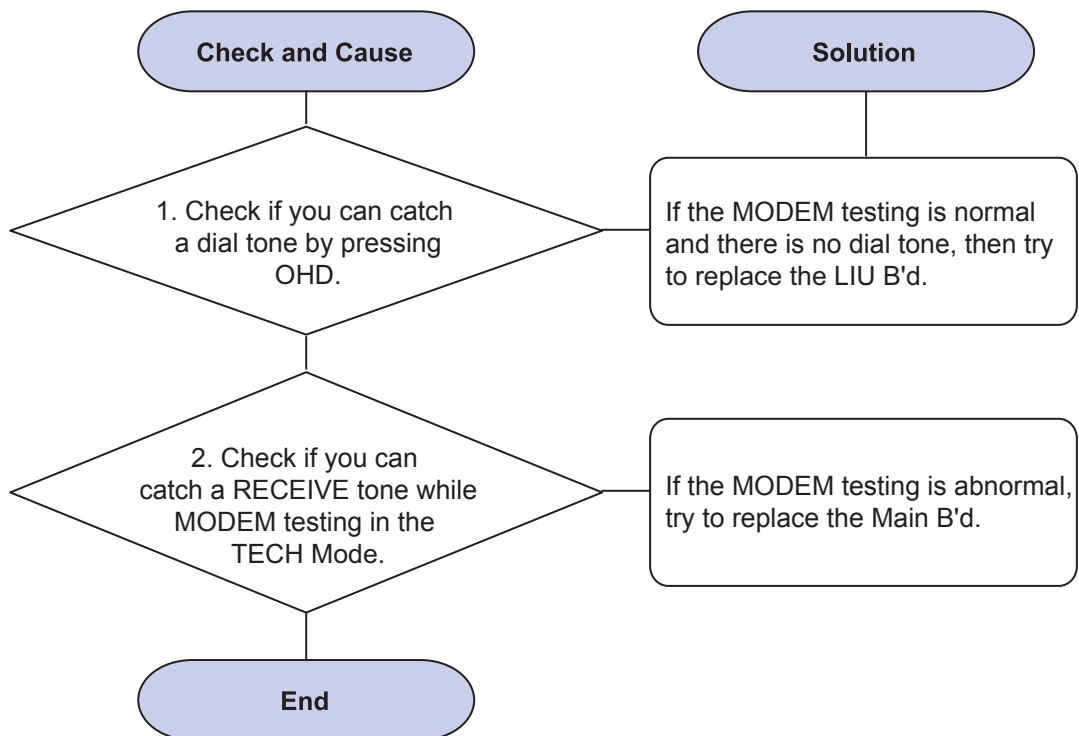 Check and Cause
Solution
1. Check if you can catch
a dial tone by pressing
OHD.
If the MODEM testing is normal
and there is no dial tone, then try
to replace the LIU B'd.
2. Check if you can
catch a RECEIVE tone while
MODEM testing in the
TECH Mode.
If the MODEM testing is abnormal,
try to replace the Main B'd.
End